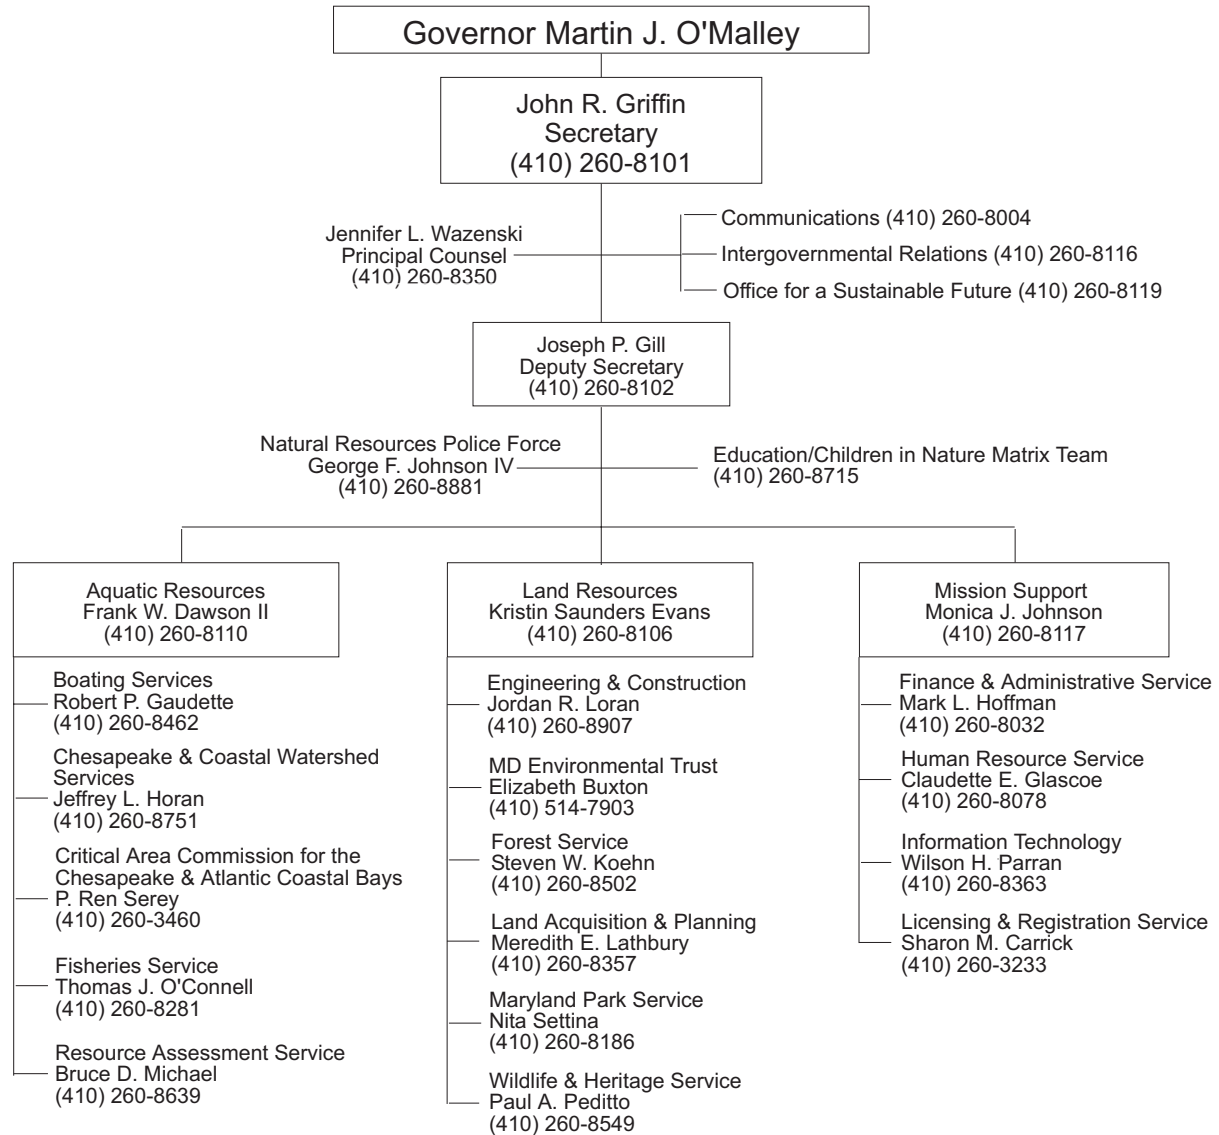 Governor Martin J. O'Malley
John R. Griffin
Secretary
(410) 260-8101
Jennifer L. Wazenski
Principal Counsel
(410) 260-8350
Communications (410) 260-8004
Intergovernmental Relations (410) 260-8116
Office for a Sustainable Future (410) 260-8119
Joseph P. Gill
Deputy Secretary
(410) 260-8102
Natural Resources Police Force
George F. Johnson IV
(410) 260-8881
Education/Children in Nature Matrix Team
(410) 260-8715
Aquatic Resources
Frank W. Dawson II
(410) 260-8110
Boating Services
Robert P. Gaudette
(410) 260-8462
Chesapeake & Coastal Watershed
Services
Jeffrey L. Horan
(410) 260-8751
Critical Area Commission for the
Chesapeake & Atlantic Coastal Bays
P. Ren Serey
(410) 260-3460
Fisheries Service
Thomas J. O'Connell
(410) 260-8281
Resource Assessment Service
Bruce D. Michael
(410) 260-8639
Land Resources
Kristin Saunders Evans
(410) 260-8106
Engineering & Construction
Jordan R. Loran
(410) 260-8907
MD Environmental Trust
Elizabeth Buxton
(410) 514-7903
Forest Service
Steven W. Koehn
(410) 260-8502
Land Acquisition & Planning
Meredith E. Lathbury
(410) 260-8357
Maryland Park Service
Nita Settina
(410) 260-8186
Wildlife & Heritage Service
Paul A. Peditto
(410) 260-8549
Mission Support
Monica J. Johnson
(410) 260-8117
Finance & Administrative Service
Mark L. Hoffman
(410) 260-8032
Human Resource Service
Claudette E. Glascoe
(410) 260-8078
Information Technology
Wilson H. Parran
(410) 260-8363
Licensing & Registration Service
Sharon M. Carrick
(410) 260-3233